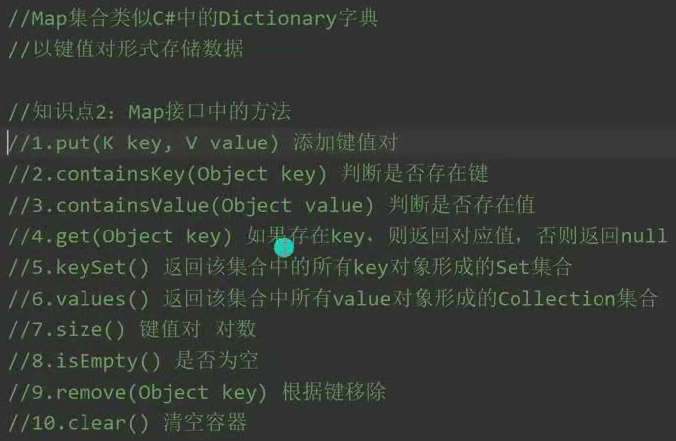 //Map集合类似C#中的Dictionary字典
//以键值对形式存储数据
//知识点2：Map接口中的方法
//1.put(K key, V value) 添加键值对
//2.containsKey(Object key) 判断是否存在键
//3.containsValue(Object value) 判断是否存在值
//4.get(Object key) 如果存在key，则返回对应值，否则返回null
//5.keySet() 返回该集合中的所有key对象形成的Set集合
//6.values() 返回该集合中所有value对象形成的Collection集合
//7.size() 键值对 对数
//8.isEmpty() 是否为空
//9.remove(Object key) 根据键移除
//10.clear() 清空容器